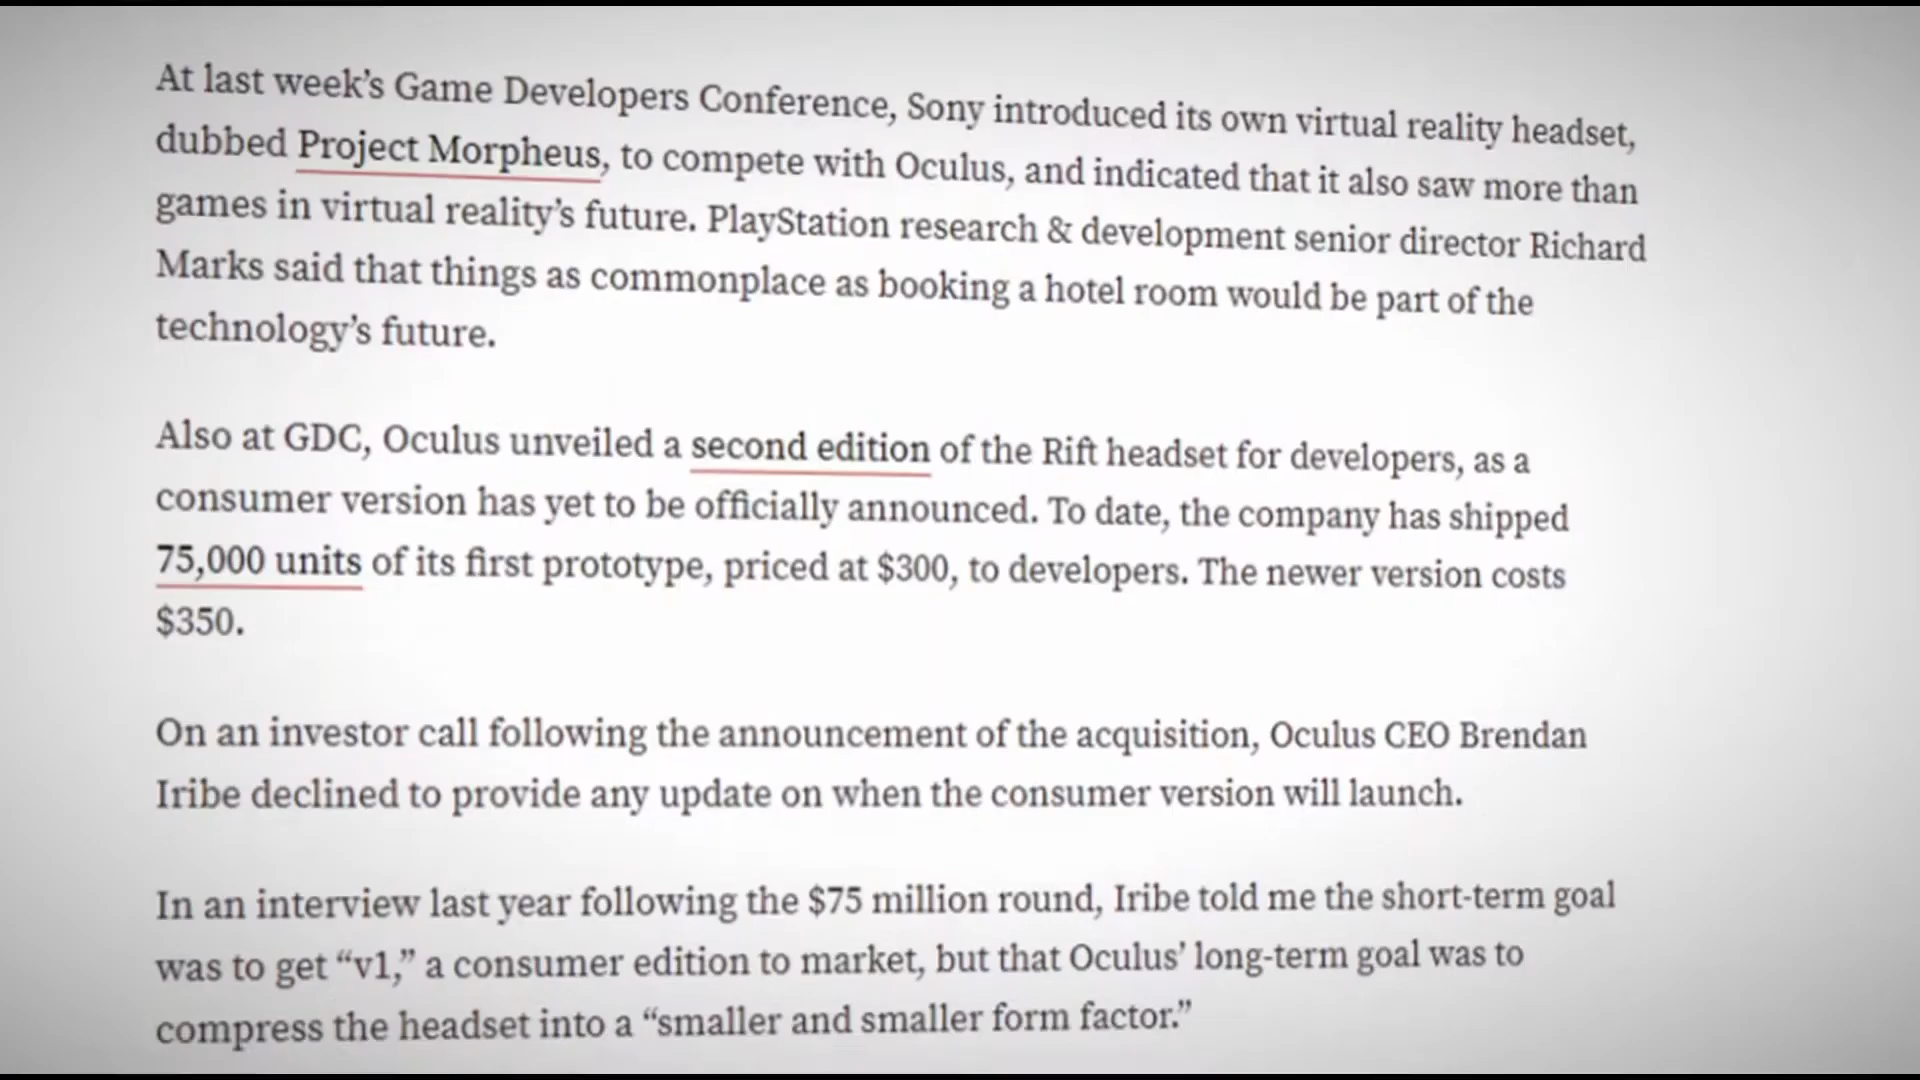 At last week’s Game Developers Conference, Sony introduced its own virtual reality headset,
dubbed Project Morpheus, to compete with Oculus, and indicated that it also saw more than
games in virtual reality’s future. PlayStation research & development senior director Richard
Marks said that things as commonplace as booking a hotel room would be part of the
technology’s future.
Also at GDC, Oculus unveiled a second edition of the Rift headset for developers, as a
consumer version has yet to be officially announced. To date, the company has shipped
75,000 units of its first prototype, priced at $300, to developers. The newer version costs
$350.
On an investor call following the announcement of the acquisition, Oculus CEO Brendan
Iribe declined to provide any update on when the consumer version will launch.
In an interview last year following the $75 million round, Iribe told me the short-term goal
was to get “v1,” a consumer edition to market, but that Oculus’ long-term goal was to
compress the headset into a “smaller and smaller form factor.”